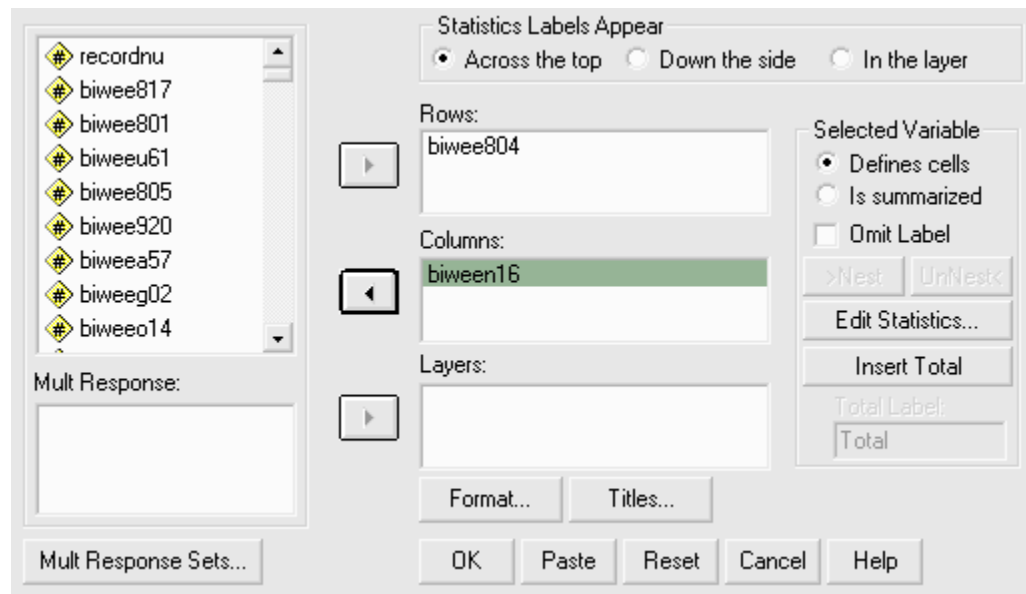 recordnu
biwee817
biwee801
biweeu61
biwee805
biwee920
biweea57
biweeg02
biweeo14
Mult Response:
Mult Response Sets...
Statistics Labels Appear
Across the top Down the side In the layer
Rows:
biwee804
Columns:
biween16
Layers:
Format... Titles...
Selected Variable
Defines cells
Is summarized
Omit Label
>Nest UnNest<
Edit Statistics...
Insert Total
Total Label:
Total
OK Paste Reset Cancel Help